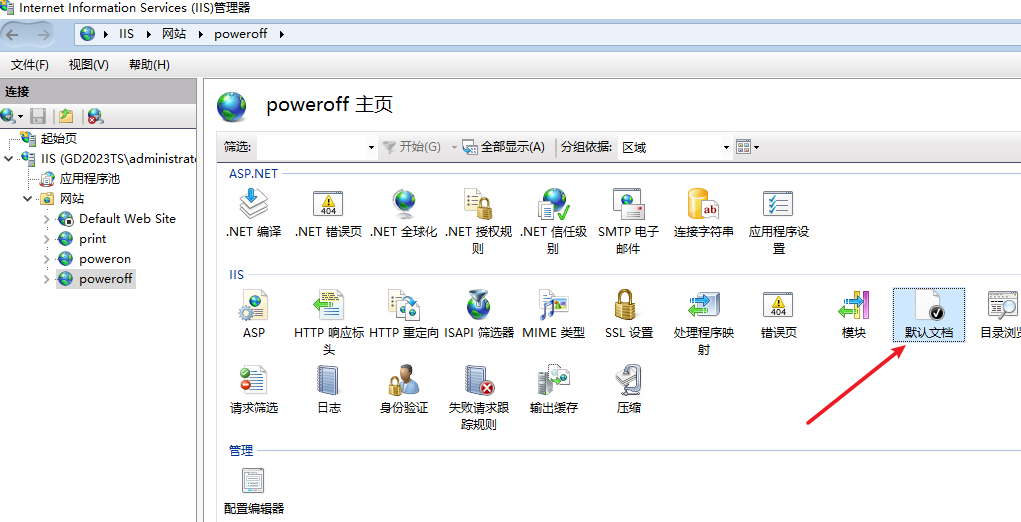 Internet Information Services (IIS)管理器
IIS 网站 poweroff
文件(F) 视图(V) 帮助(H)
连接
起始页
IIS (GD2023TS\administrat
应用程序池
网站
Default Web Site
print
poweron
poweroff
poweroff 主页
筛选: 开始(G) 全部显示(A) 分组依据: 区域
ASP.NET
404
ab
.NET 编译 .NET 错误页 .NET 全球化 .NET 授权规 .NET 信任级 SMTP 电子 连接字符串 应用程序设
则 别 邮件 置
IIS
404
ASP HTTP 响应标 HTTP 重定向 ISAPI 筛选器 MIME 类型 SSL 设置 处理程序映 错误页 模块 默认文档 目录浏览
头 射
请求筛选 日志 身份验证 失败请求跟 输出缓存 压缩
踪规则
管理
配置编辑器